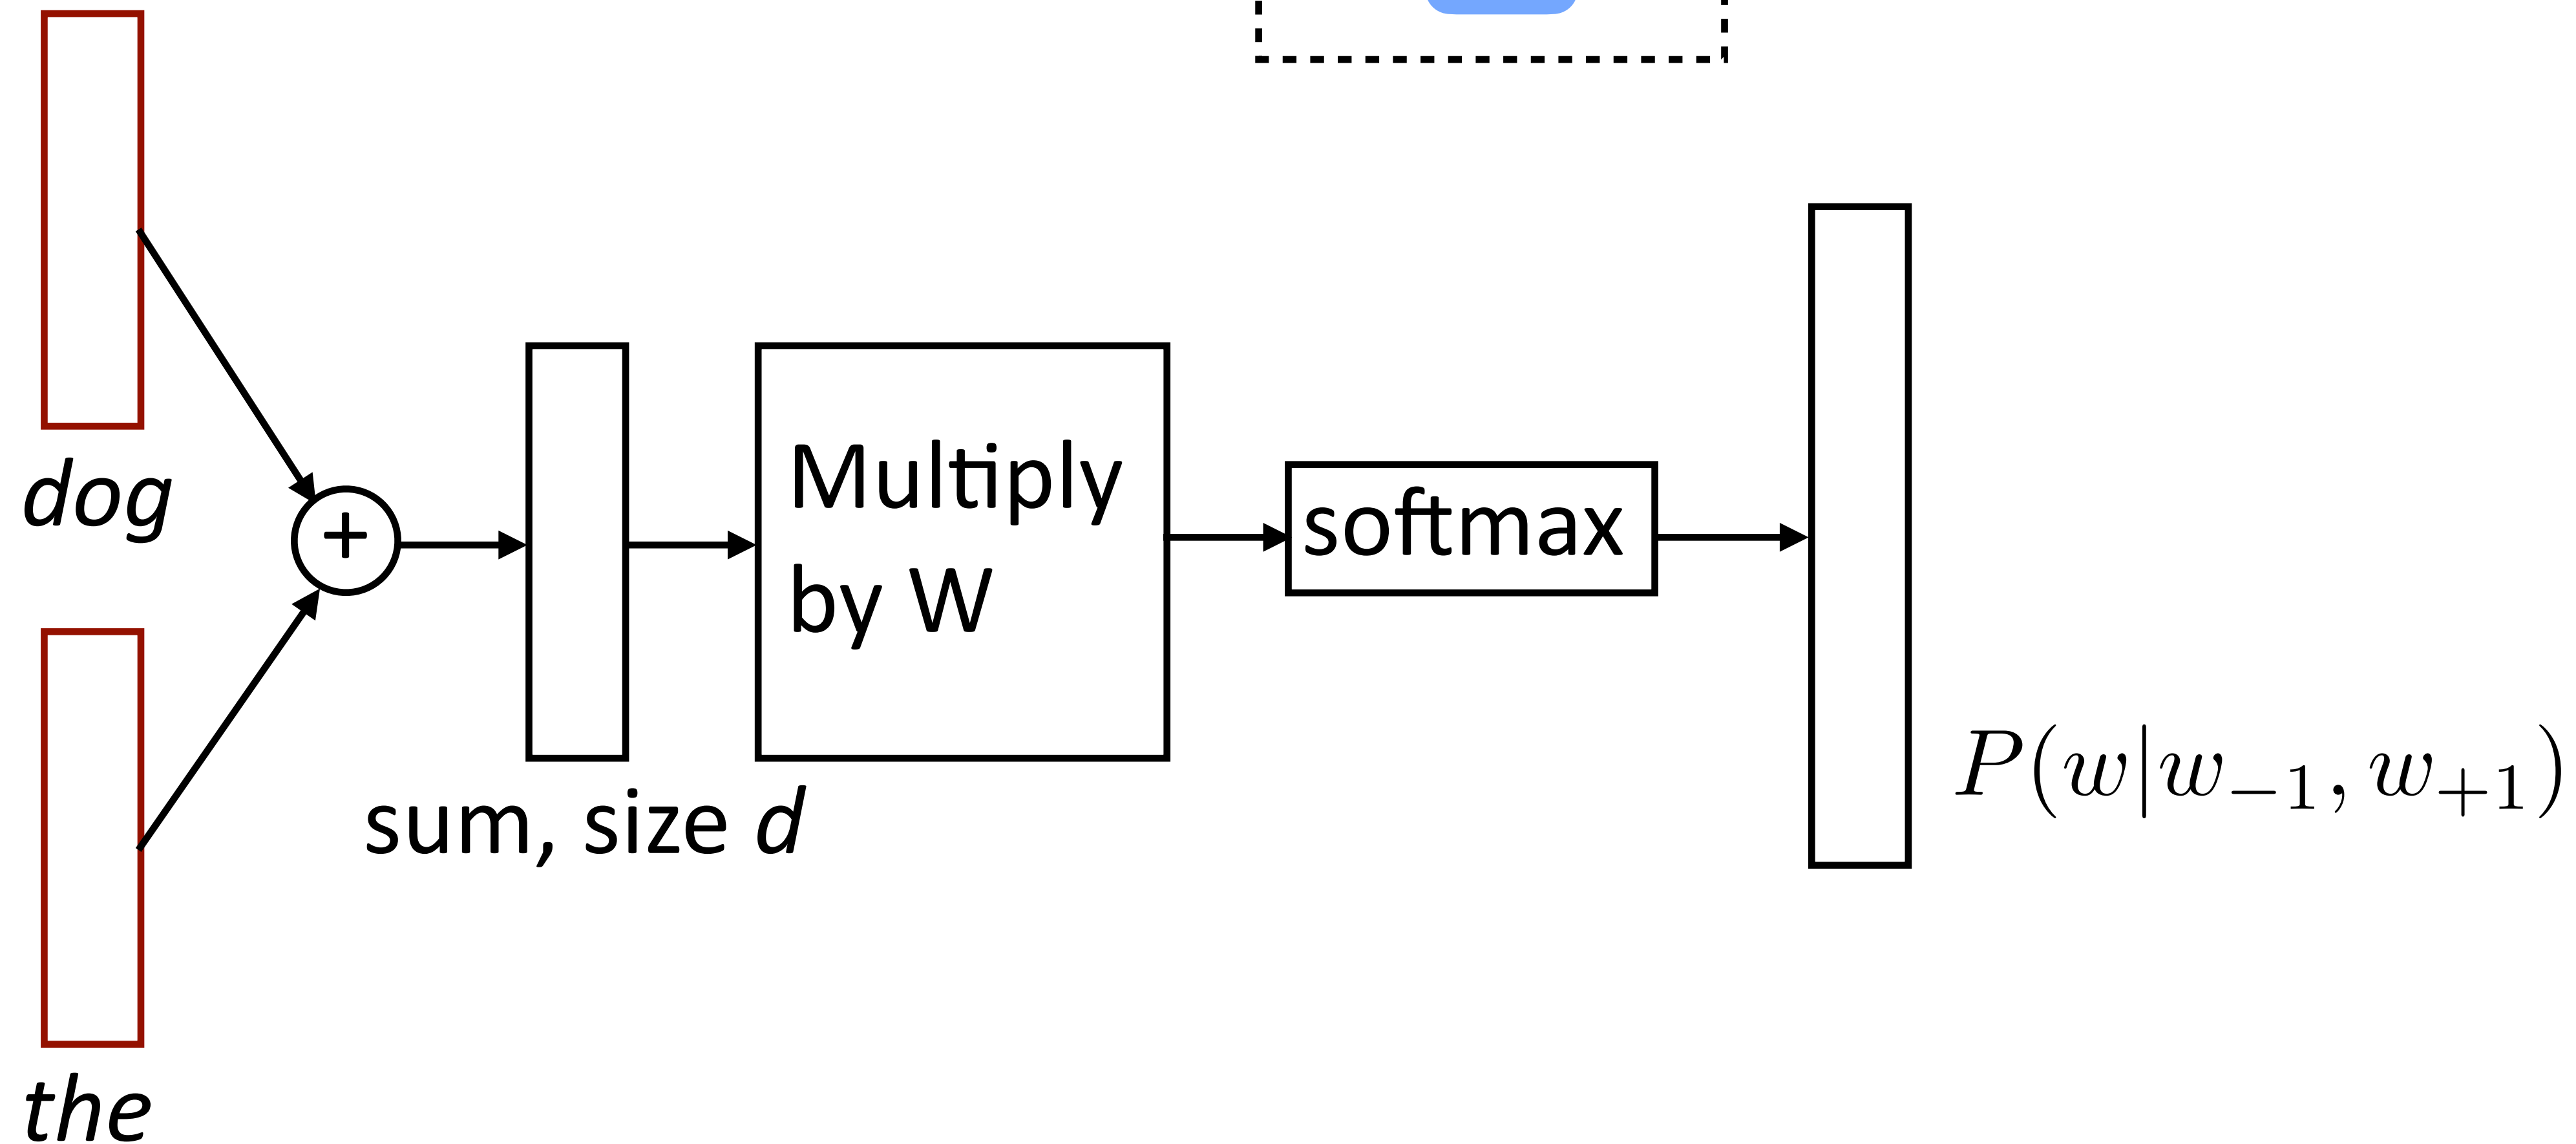 dog
+
Multiply
by W
softmax
sum, size d
P(w|w₋₁, w₊₁)
the